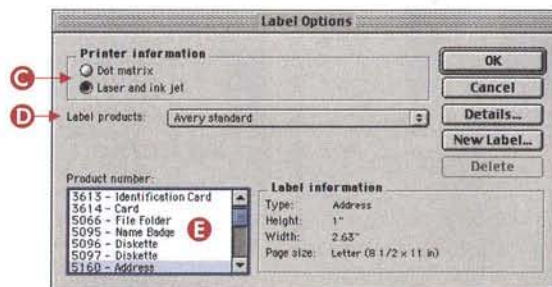 Label Options
Printer information
C
Dot matrix
Laser and ink jet
D
Label products: Avery standard
OK
Cancel
Details...
New Label...
Delete
Product number:
3613 - Identification Card
3614 - Card
5066 - File Folder
5095 - Name Badge
5096 - Diskette
5097 - Diskette
5160 - Address
E
Label information
Type: Address
Height: 1"
Width: 2.63"
Page size: Letter (8 1/2 x 11 in)